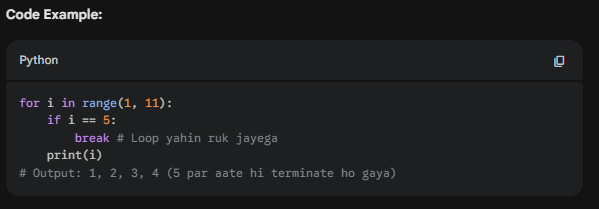 Code Example:
Python
for i in range(1, 11):
    if i == 5:
        break # Loop yahin ruk jayega
    print(i)
# Output: 1, 2, 3, 4 (5 par aate hi terminate ho gaya)